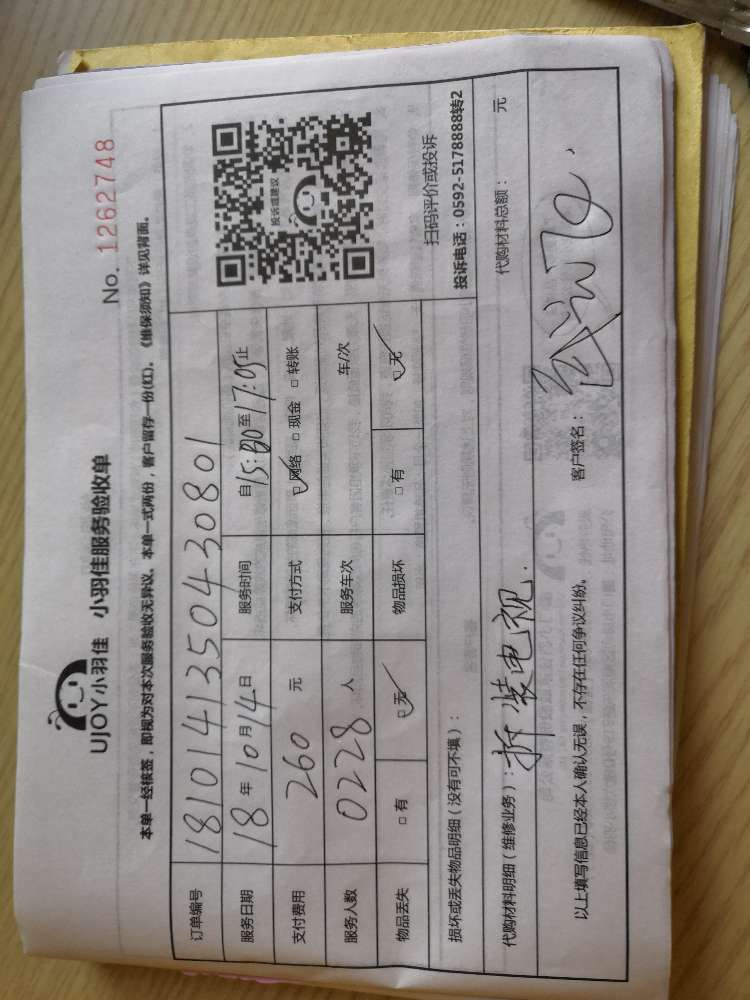 UJOY小羽佳 小羽佳服务验收单
No. 1262748
本单一经核签，即视为对本次服务验收无异议。本单一式两份，客户留存一份(红)。《维保须知》详见背面。
订单编号 1810141350430801
服务日期 18年10月14日 服务时间 自15:00至17:05止
支付费用 260元 支付方式 网络 现金 转账
服务人数 0228人 服务车次 车/次
物品丢失 有 无 物品损坏 有 无
投诉或建议
扫码评价或投诉
投诉电话：0592-5178888转2
损坏或丢失物品明细（没有可不填）：
代购材料明细（维修业务）：拆装电视. 代购材料总额： 元
以上填写信息已经本人确认无误，不存在任何争议纠纷。 客户签名：